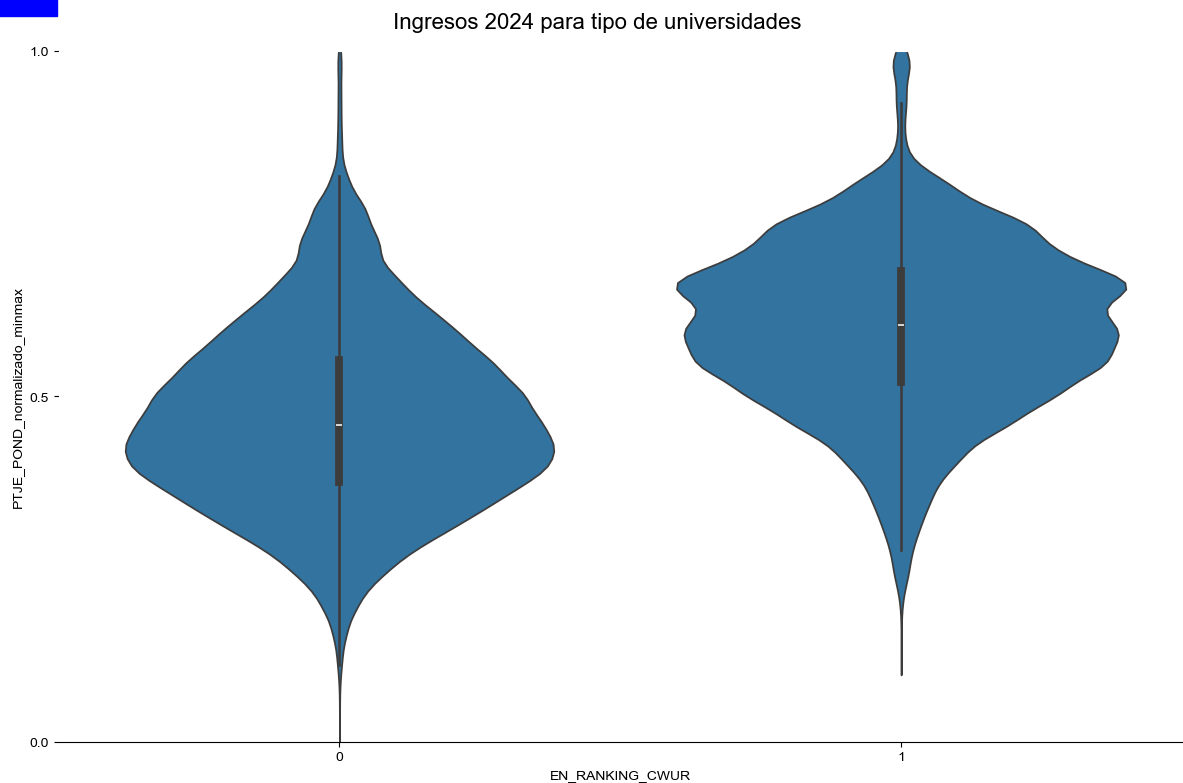 Ingresos 2024 para tipo de universidades
1.0
0.5
0.0
PTJE_POND_normalizado_minmax
0
1
EN_RANKING_CWUR